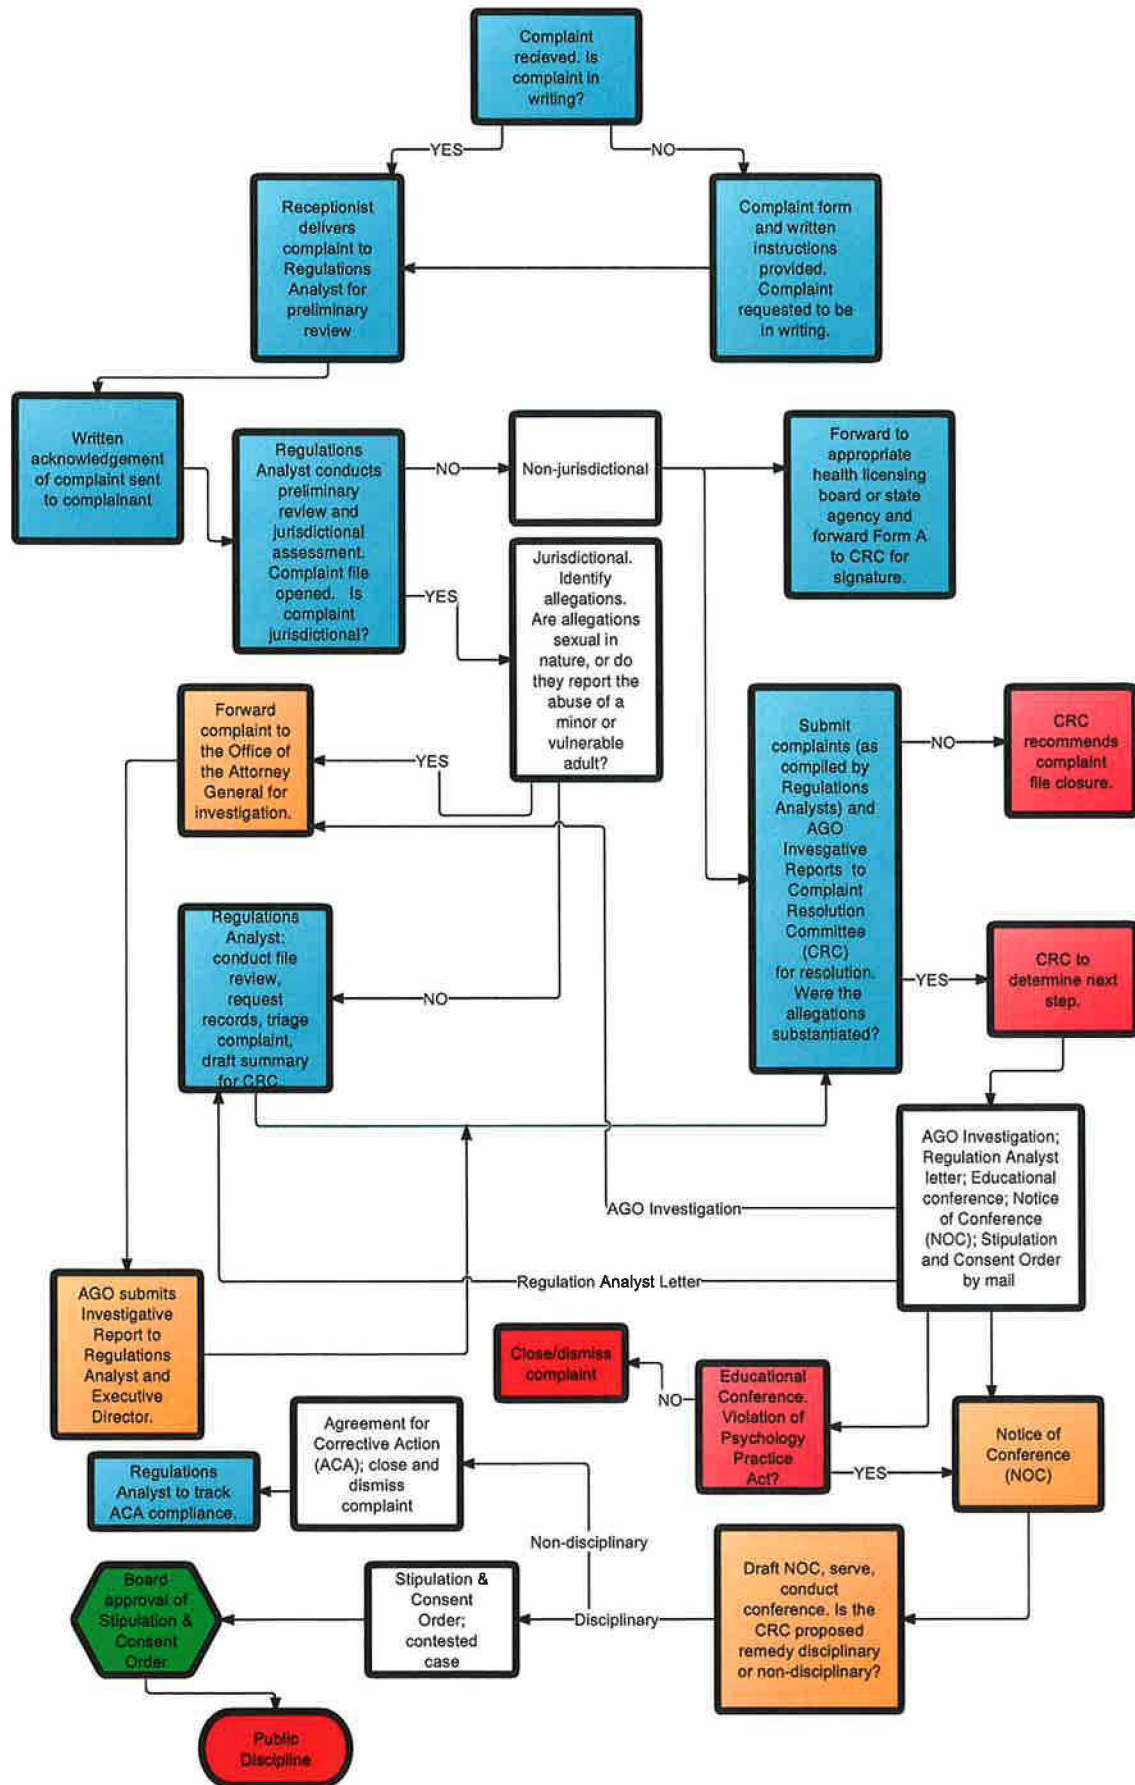 Complaint
recieved. Is
complaint in
writing?
YES
NO
Receptionist
delivers
complaint to
Regulations
Analyst for
preliminary
review
Complaint form
and written
instructions
provided.
Complaint
requested to be
in writing.
Written
acknowledgement
of complaint sent
to complainant
Regulations
Analyst conducts
preliminary
review and
jurisdictional
assessment.
Complaint file
opened. Is
complaint
jurisdictional?
NO
Non-jurisdictional
Forward to
appropriate
health licensing
board or state
agency and
forward Form A
to CRC for
signature.
YES
Jurisdictional.
Identify
allegations.
Are allegations
sexual in
nature, or do
they report the
abuse of a
minor or
vulnerable
adult?
Forward
complaint to
the Office of
the Attorney
General for
investigation.
YES
Submit
complaints (as
compiled by
Regulations
Analysts) and
AGO
Invesgative
Reports to
Complaint
Resolution
Committee
(CRC)
for resolution.
Were the
allegations
substantiated?
NO
CRC
recommends
complaint
file closure.
Regulations
Analyst:
conduct file
review,
request
records, triage
complaint,
draft summary
for CRC
NO
YES
CRC to
determine next
step.
AGO Investigation;
Regulation Analyst
letter; Educational
conference; Notice
of Conference
(NOC); Stipulation
and Consent Order
by mail
AGO Investigation
Regulation Analyst Letter
AGO submits
Investigative
Report to
Regulations
Analyst and
Executive
Director.
Close/dismiss
complaint
NO
Educational
Conference.
Violation of
Psychology
Practice
Act?
YES
Notice of
Conference
(NOC)
Agreement for
Corrective Action
(ACA); close and
dismiss
complaint
Regulations
Analyst to track
ACA compliance.
Non-disciplinary
Draft NOC, serve,
conduct
conference. Is the
CRC proposed
remedy disciplinary
or non-disciplinary?
Disciplinary
Stipulation &
Consent
Order;
contested
case
Board
approval of
Stipulation &
Consent
Order
Public
Discipline